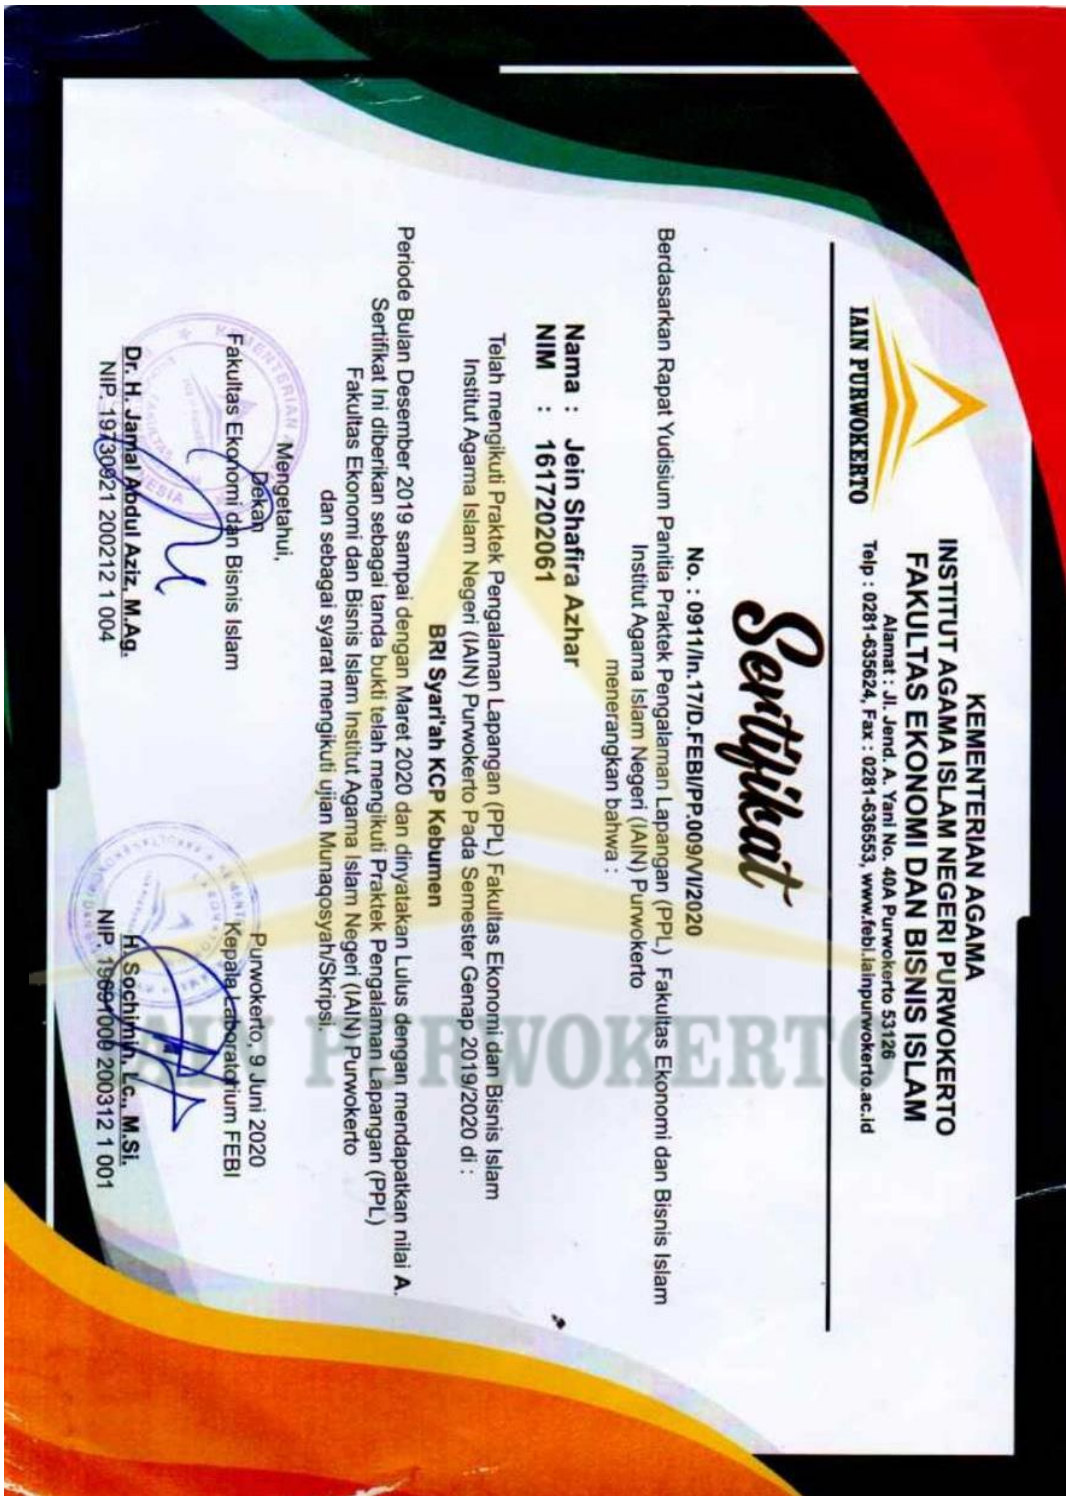 IAIN PURWOKERTO
KEMENTERIAN AGAMA
INSTITUT AGAMA ISLAM NEGERI PURWOKERTO
FAKULTAS EKONOMI DAN BISNIS ISLAM
Alamat : Jl. Jend. A. Yani No. 40A Purwokerto 53126
Telp : 0281-635624, Fax : 0281-636553, www.febi.iainpurwokerto.ac.id
Sertifikat
No. : 0911/In.17/D.FEBI/PP.009/VI/2020
Berdasarkan Rapat Yudisium Panitia Praktek Pengalaman Lapangan (PPL) Fakultas Ekonomi dan Bisnis Islam
Institut Agama Islam Negeri (IAIN) Purwokerto
menerangkan bahwa :
Nama : Jein Shafira Azhar
NIM : 1617202061
Telah mengikuti Praktek Pengalaman Lapangan (PPL) Fakultas Ekonomi dan Bisnis Islam
Institut Agama Islam Negeri (IAIN) Purwokerto Pada Semester Genap 2019/2020 di :
BRI Syari'ah KCP Kebumen
Periode Bulan Desember 2019 sampai dengan Maret 2020 dan dinyatakan Lulus dengan mendapatkan nilai A.
Sertifikat Ini diberikan sebagai tanda bukti telah mengikuti Praktek Pengalaman Lapangan (PPL)
Fakultas Ekonomi dan Bisnis Islam Institut Agama Islam Negeri (IAIN) Purwokerto
dan sebagai syarat mengikuti ujian Munaqosyah/Skripsi.
Mengetahui,
Dekan
Fakultas Ekonomi dan Bisnis Islam
Dr. H. Jamal Abdul Aziz, M.Ag.
NIP. 19730921 200212 1 004
Purwokerto, 9 Juni 2020
Kepala Laboratorium FEBI
H. Sochimin, Lc., M.Si.
NIP. 19691009 200312 1 001
IAIN PURWOKERTO